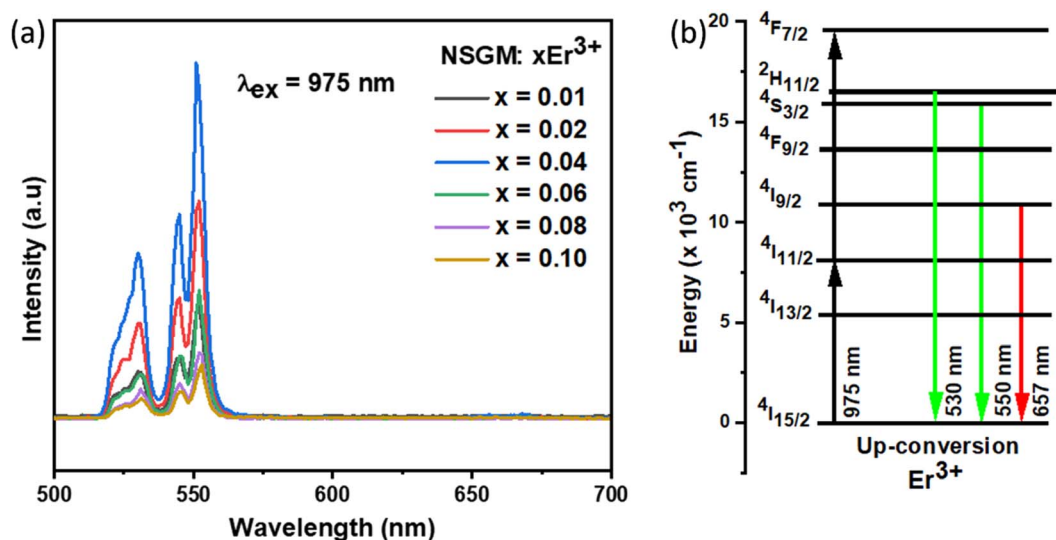 (a)
NSGM: xEr³⁺
λex = 975 nm
x = 0.01
x = 0.02
x = 0.04
x = 0.06
x = 0.08
x = 0.10
Intensity (a.u)
500
550
600
650
700
Wavelength (nm)
(b)
20
15
10
5
0
Energy (x 10³ cm⁻¹)
⁴F7/2
²H11/2
⁴S3/2
⁴F9/2
⁴I9/2
⁴I11/2
⁴I13/2
⁴I15/2
975 nm
530 nm
550 nm
657 nm
Up-conversion
Er³⁺